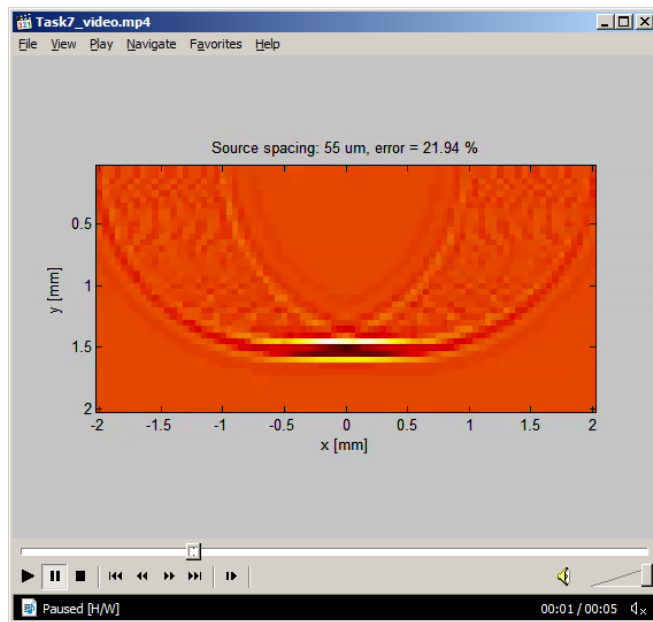 Task7_video.mp4
File View Play Navigate Favorites Help
Source spacing: 55 um, error = 21.94 %
0.5
1
1.5
2
y [mm]
-2 -1.5 -1 -0.5 0 0.5 1 1.5 2
x [mm]
Paused [H/W] 00:01 / 00:05